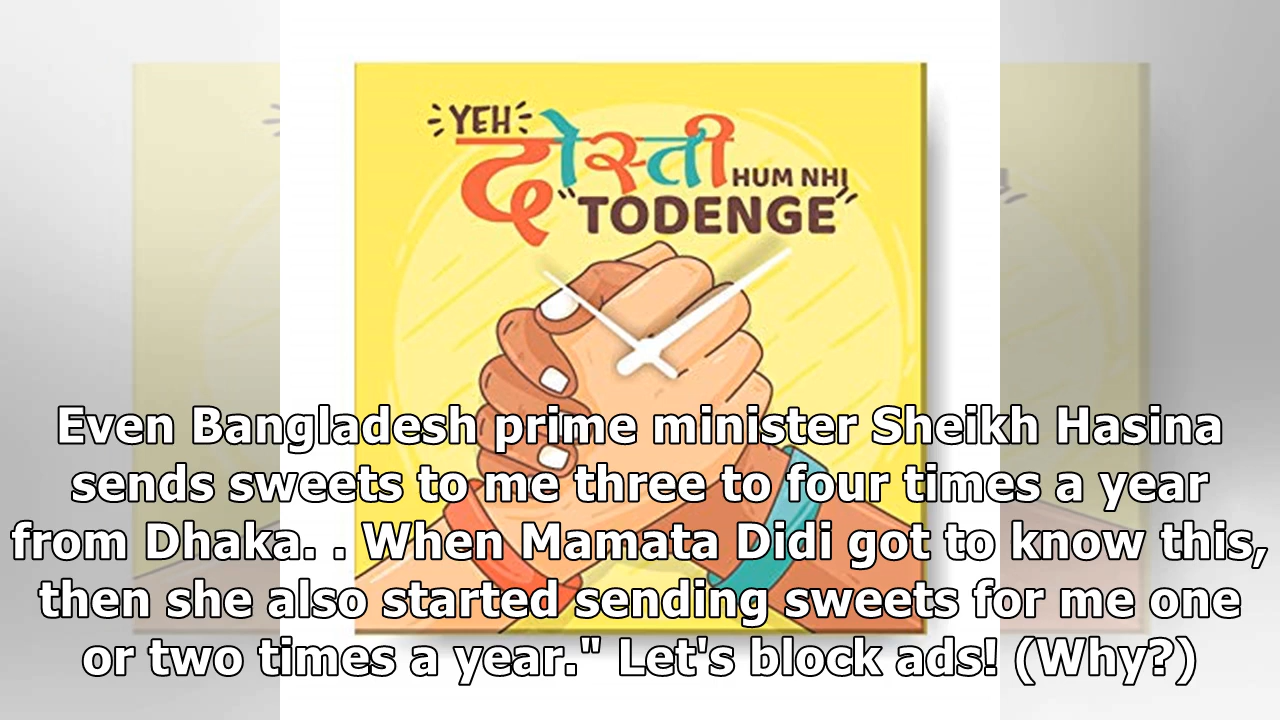 YEH
दोस्ती HUM NHI
"TODENGE"
Even Bangladesh prime minister Sheikh Hasina
sends sweets to me three to four times a year
from Dhaka. . When Mamata Didi got to know this,
then she also started sending sweets for me one
or two times a year." Let's block ads! (Why?)